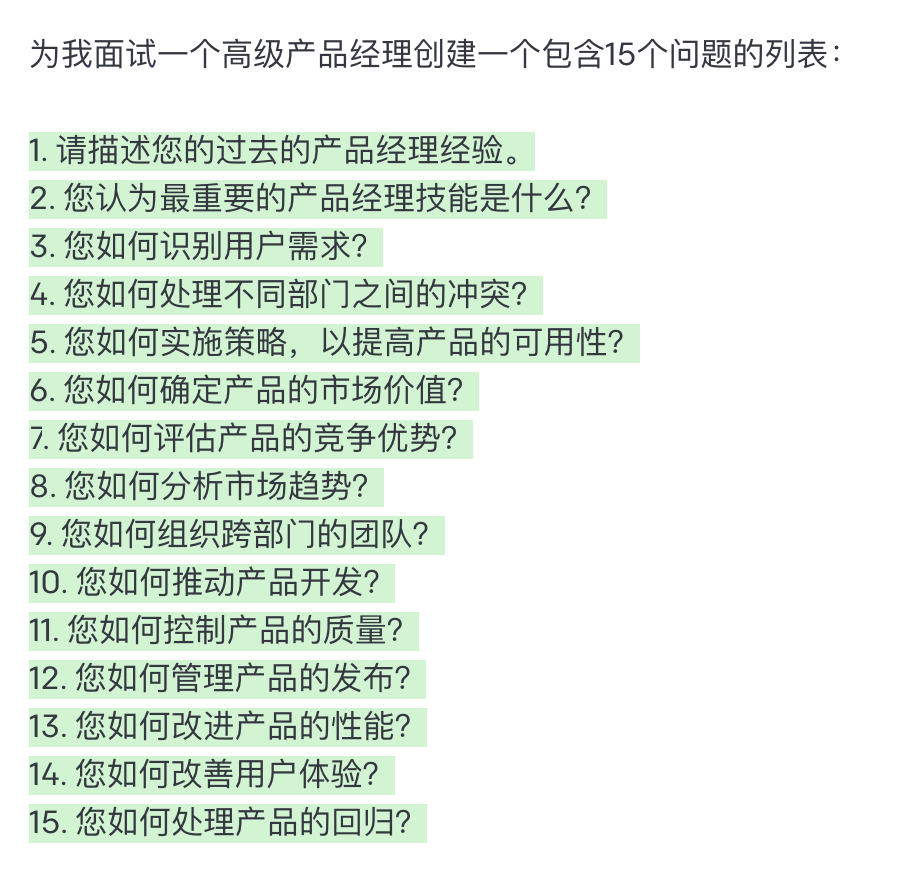 为我面试一个高级产品经理创建一个包含15个问题的列表：
1. 请描述您的过去的产品经理经验。
2. 您认为最重要的产品经理技能是什么？
3. 您如何识别用户需求？
4. 您如何处理不同部门之间的冲突？
5. 您如何实施策略，以提高产品的可用性？
6. 您如何确定产品的市场价值？
7. 您如何评估产品的竞争优势？
8. 您如何分析市场趋势？
9. 您如何组织跨部门的团队？
10. 您如何推动产品开发？
11. 您如何控制产品的质量？
12. 您如何管理产品的发布？
13. 您如何改进产品的性能？
14. 您如何改善用户体验？
15. 您如何处理产品的回归？